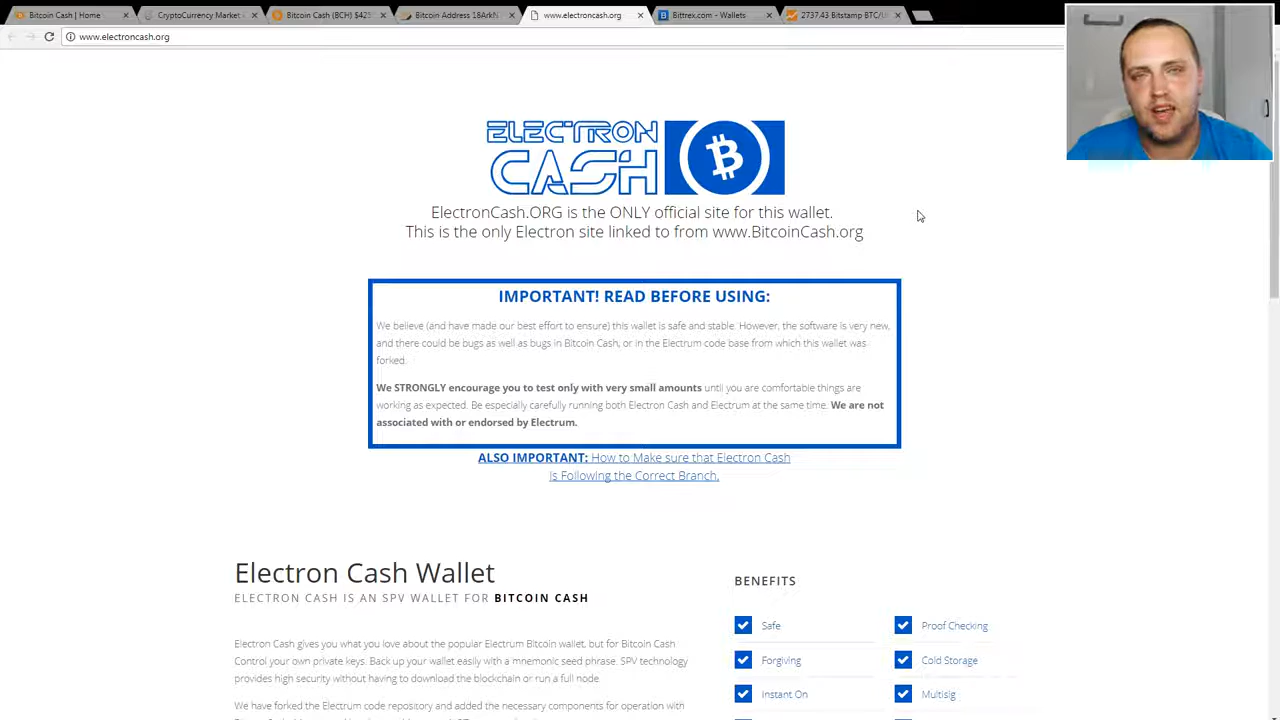 Bitcoin Cash | Home
CryptoCurrency Market
Bitcoin Cash (BCH) $425
Bitcoin Address 18ArkN
www.electroncash.org
Bittrex.com - Wallets
2737.43 Bitstamp BTC/U
www.electroncash.org
ELECTRON
CASH
ElectronCash.ORG is the ONLY official site for this wallet.
This is the only Electron site linked to from www.BitcoinCash.org
IMPORTANT! READ BEFORE USING:
We believe (and have made our best effort to ensure) this wallet is safe and stable. However, the software is very new,
and there could be bugs as well as bugs in Bitcoin Cash, or in the Electrum code base from which this wallet was
forked.
We STRONGLY encourage you to test only with very small amounts until you are comfortable things are
working as expected. Be especially carefully running both Electron Cash and Electrum at the same time. We are not
associated with or endorsed by Electrum.
ALSO IMPORTANT: How to Make sure that Electron Cash
is Following the Correct Branch.
Electron Cash Wallet
ELECTRON CASH IS AN SPV WALLET FOR BITCOIN CASH
Electron Cash gives you what you love about the popular Electrum Bitcoin wallet, but for Bitcoin Cash
Control your own private keys. Back up your wallet easily with a mnemonic seed phrase. SPV technology
provides high security without having to download the blockchain or run a full node.
We have forked the Electrum code repository and added the necessary components for operation with
BENEFITS
Safe
Proof Checking
Forgiving
Cold Storage
Instant On
Multisig